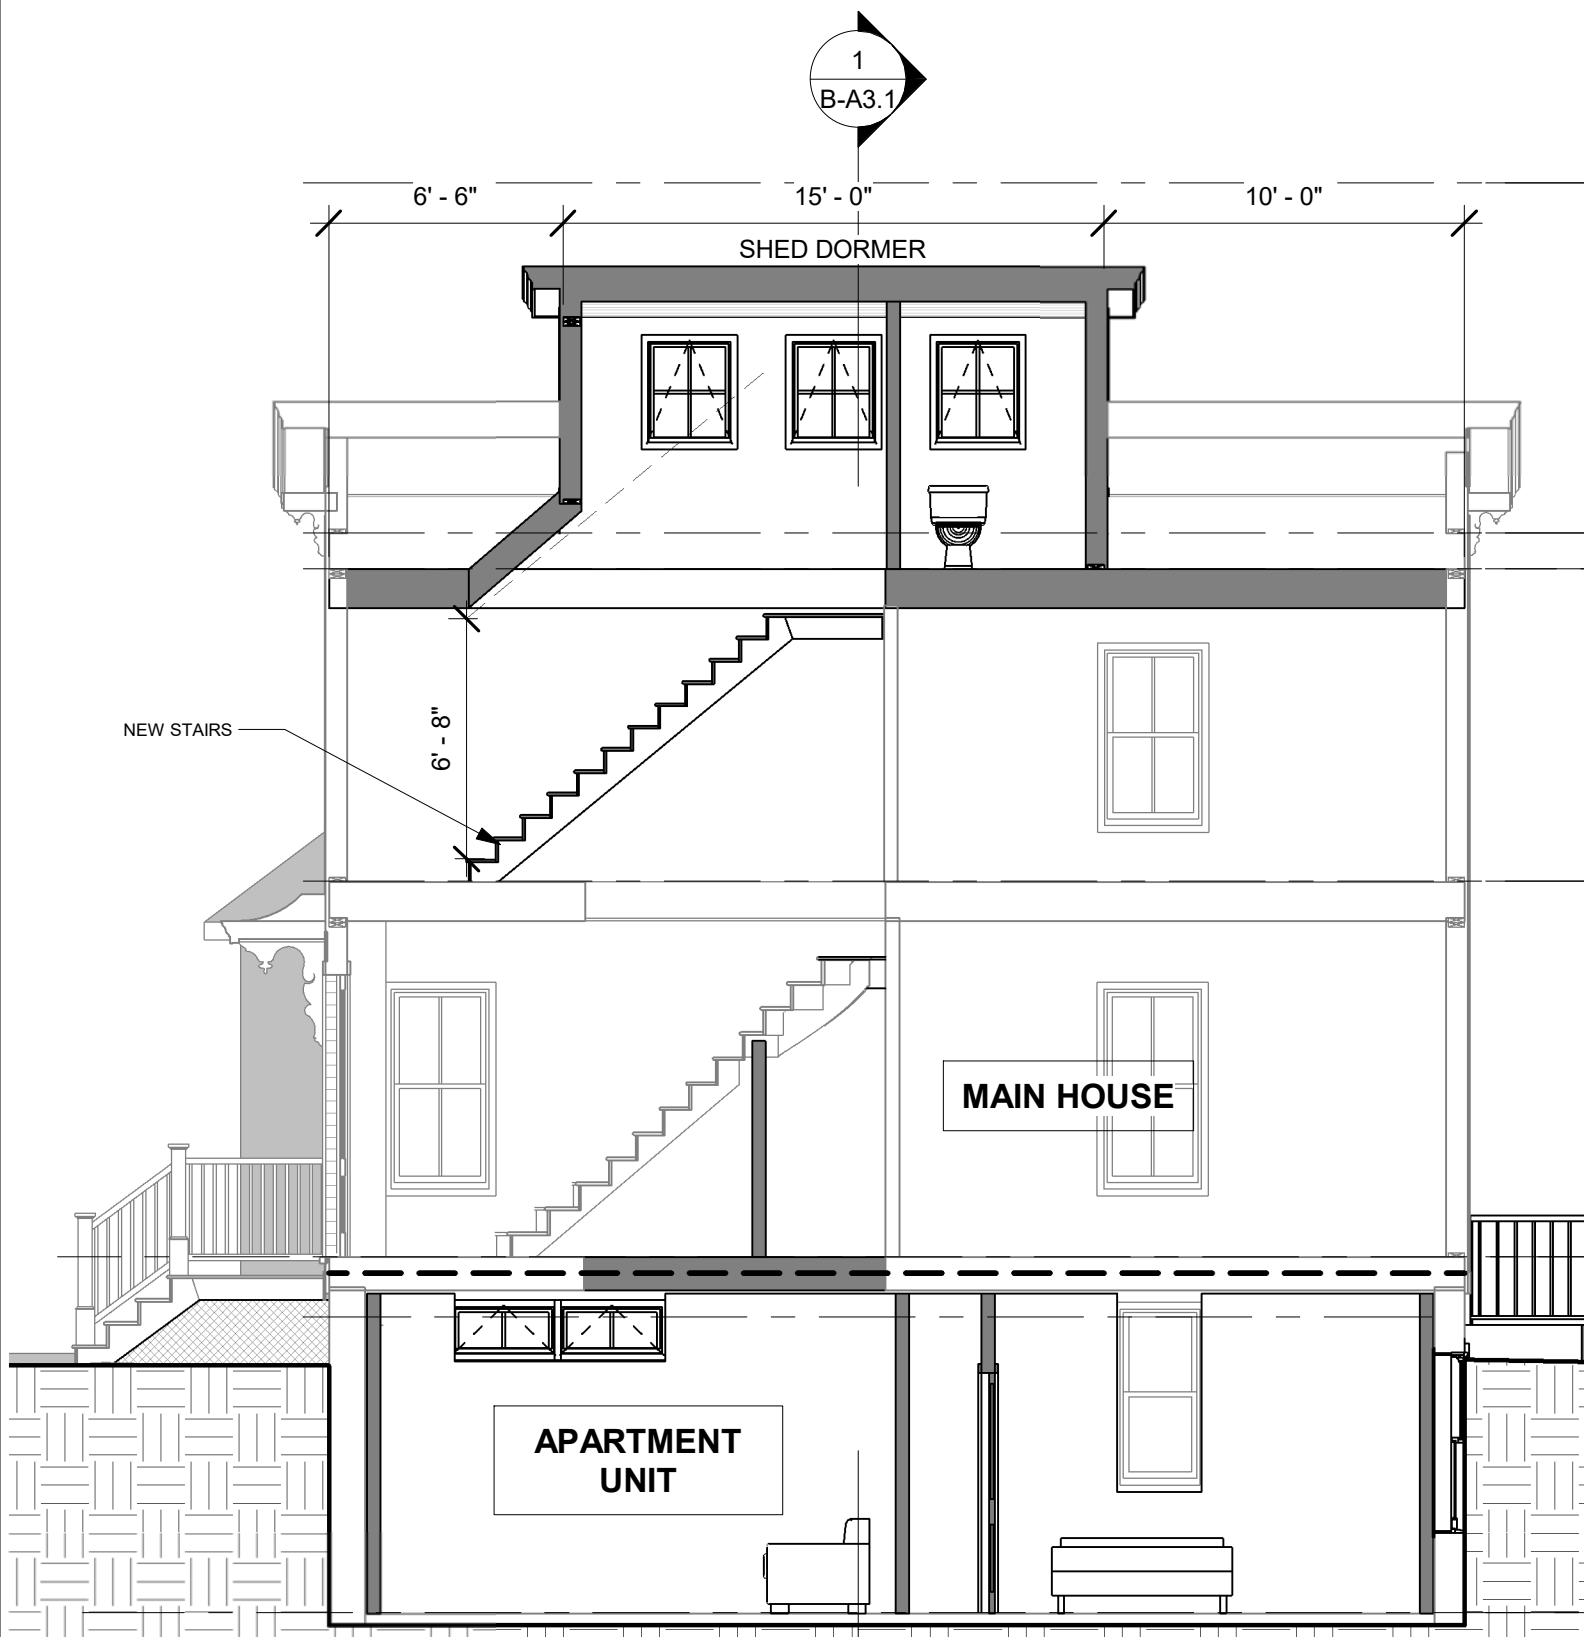 1
B-A3.1
6' - 6"
15' - 0"
10' - 0"
SHED DORMER
6' - 8"
NEW STAIRS
MAIN HOUSE
APARTMENT
UNIT